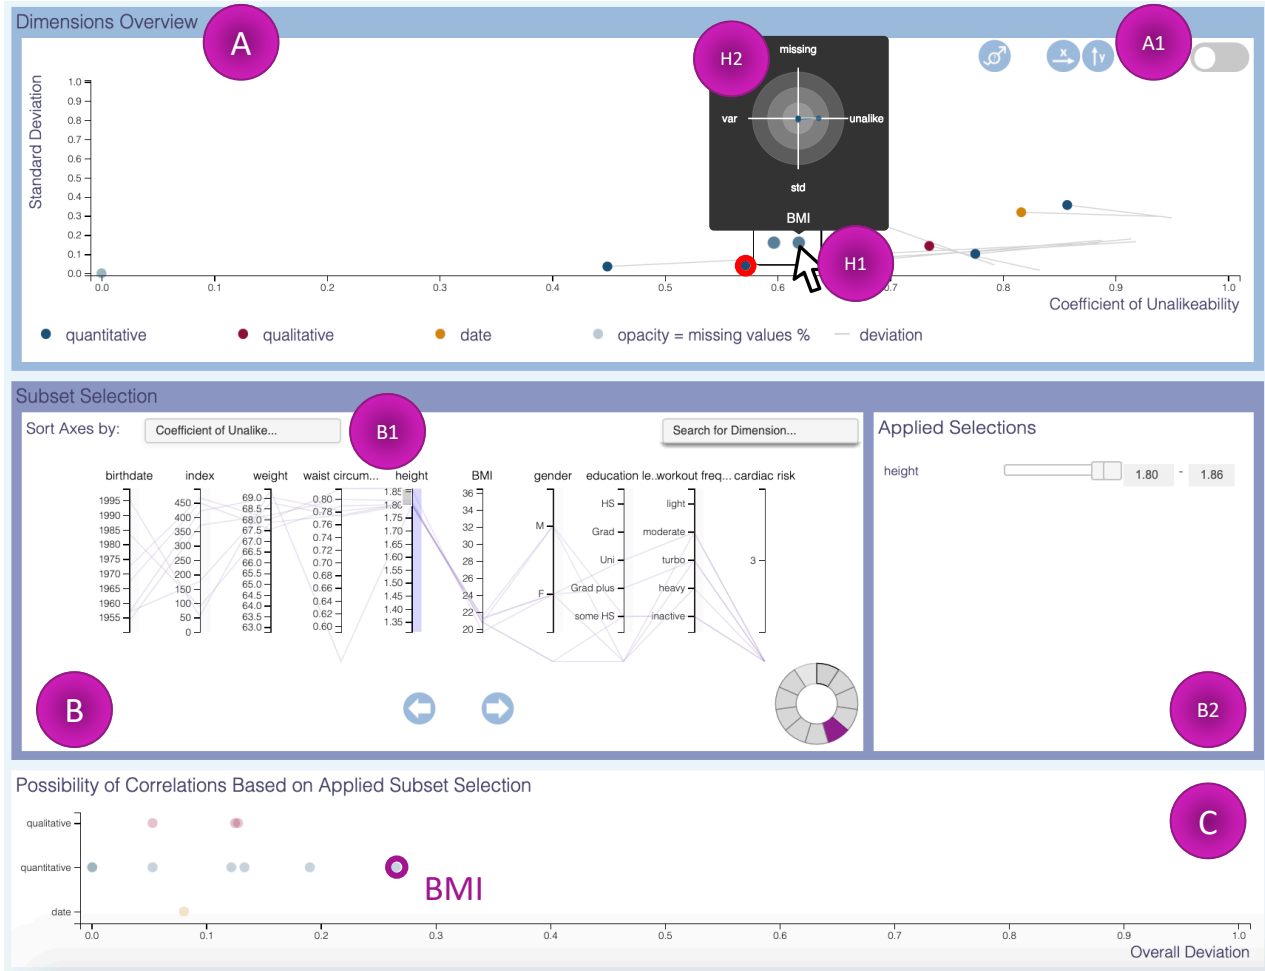 Dimensions Overview
A
H2
A1
missing
x
y
var
unalike
std
BMI
H1
Standard Deviation
1.0
0.9
0.8
0.7
0.6
0.5
0.4
0.3
0.2
0.1
0.0
0.0 0.1 0.2 0.3 0.4 0.5 0.6 0.7 0.8 0.9 1.0
Coefficient of Unalikeability
quantitative qualitative date opacity = missing values % deviation
Subset Selection
Sort Axes by: Coefficient of Unalike...
B1
Search for Dimension...
birthdate index weight waist circum... height BMI gender education le... workout freq... cardiac risk
1995
1990
1985
1980
1975
1970
1965
1960
1955
450
400
350
300
250
200
150
100
50
0
69.0
68.5
68.0
67.5
67.0
66.5
66.0
65.5
65.0
64.5
64.0
63.5
63.0
0.80
0.78
0.76
0.74
0.72
0.70
0.68
0.66
0.64
0.62
0.60
1.85
1.80
1.75
1.70
1.65
1.60
1.55
1.50
1.45
1.40
1.35
36
34
32
30
28
26
24
22
20
M
F
HS
Grad
Uni
Grad plus
some HS
light
moderate
turbo
heavy
inactive
3
B
Applied Selections
height 1.80 - 1.86
B2
Possibility of Correlations Based on Applied Subset Selection
C
qualitative
quantitative
date
BMI
0.0 0.1 0.2 0.3 0.4 0.5 0.6 0.7 0.8 0.9 1.0
Overall Deviation